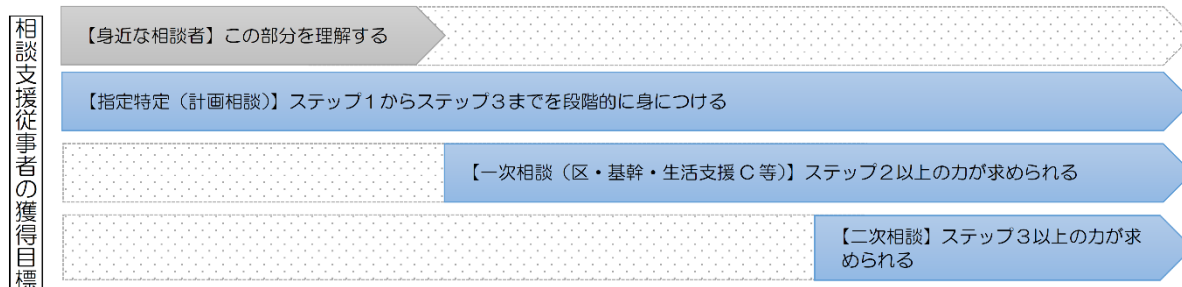 相談支援従事者の獲得目標
【身近な相談者】この部分を理解する
【指定特定（計画相談）】ステップ１からステップ３までを段階的に身につける
【一次相談（区・基幹・生活支援C等）】ステップ２以上の力が求められる
【二次相談】ステップ３以上の力が求
められる